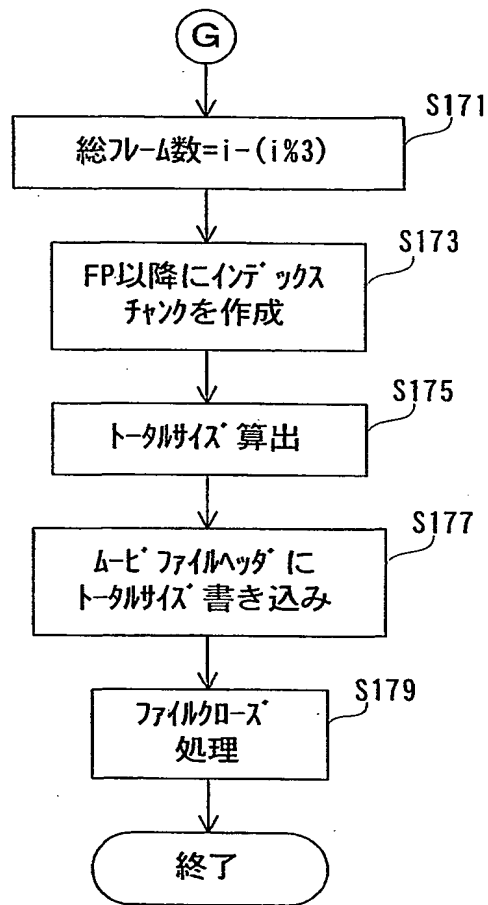 G
S171
総ﾌﾚｰﾑ数=i-(i%3)
S173
FP以降にｲﾝﾃﾞｯｸｽ
ﾁｬﾝｸを作成
S175
ﾄｰﾀﾙｻｲｽﾞ算出
S177
ﾑｰﾋﾞﾌｧｲﾙﾍｯﾀﾞに
ﾄｰﾀﾙｻｲｽﾞ書き込み
S179
ﾌｧｲﾙｸﾛｰｽﾞ
処理
終了